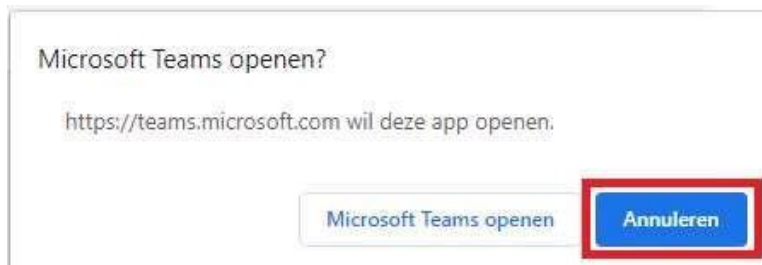 Microsoft Teams openen?
https://teams.microsoft.com wil deze app openen.
Microsoft Teams openen
Annuleren